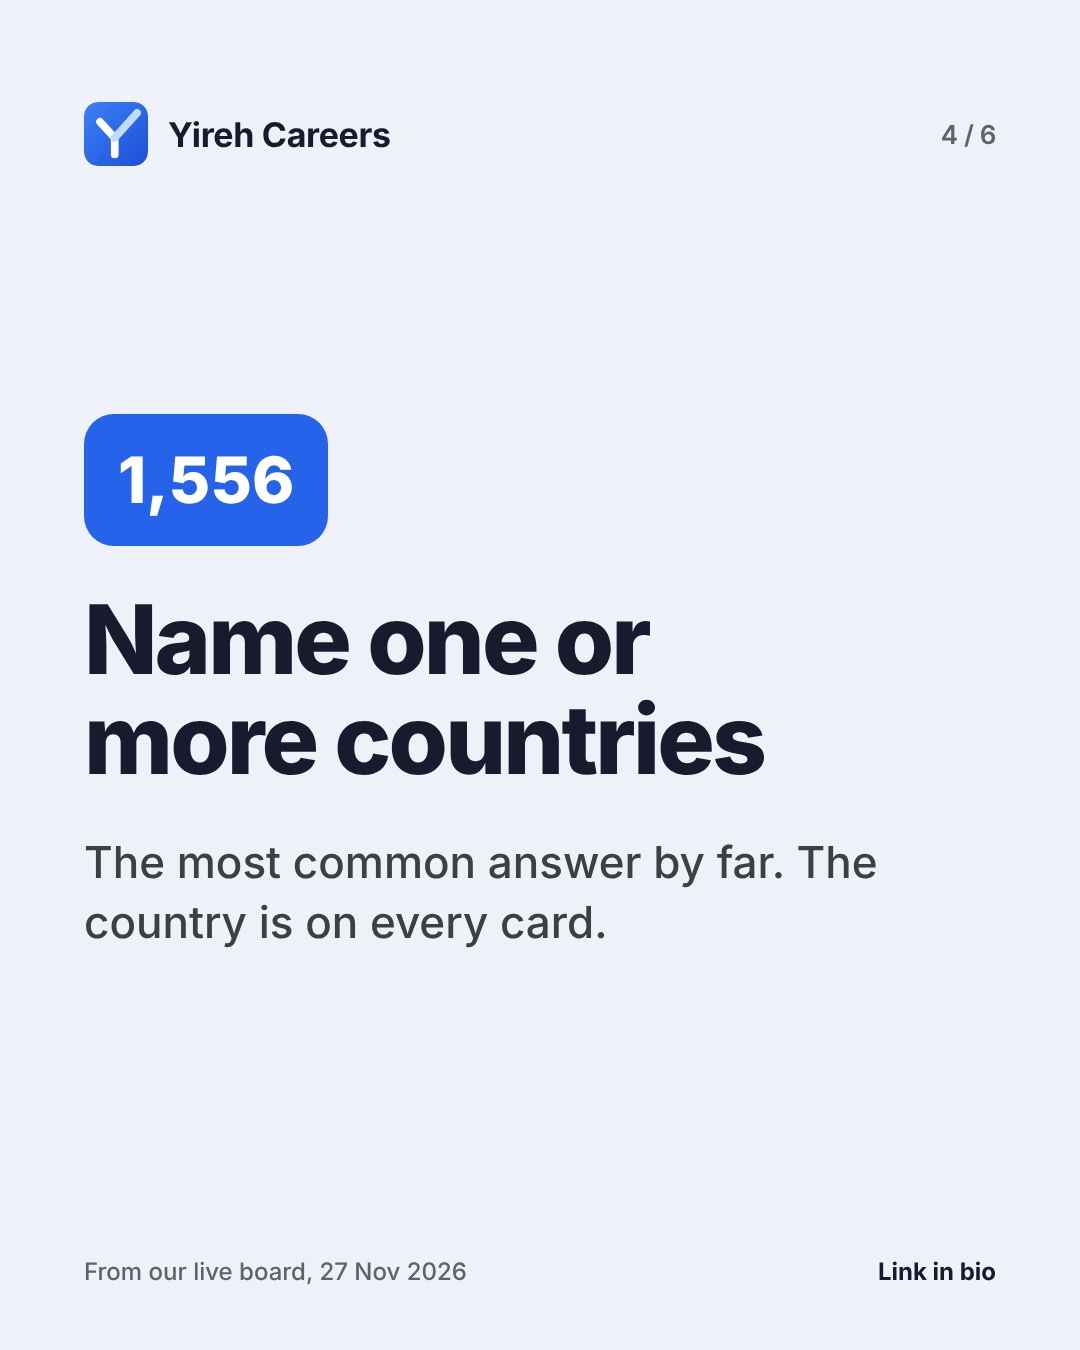 Yireh Careers
4 / 6
1,556
Name one or
more countries
The most common answer by far. The
country is on every card.
From our live board, 27 Nov 2026
Link in bio